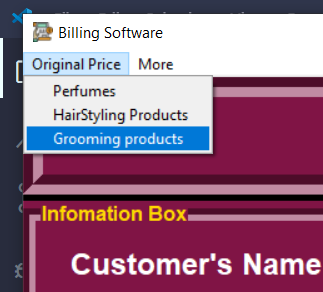 Billing Software
Original Price More
Perfumes
HairStyling Products
Grooming products
Infomation Box
Customer's Name